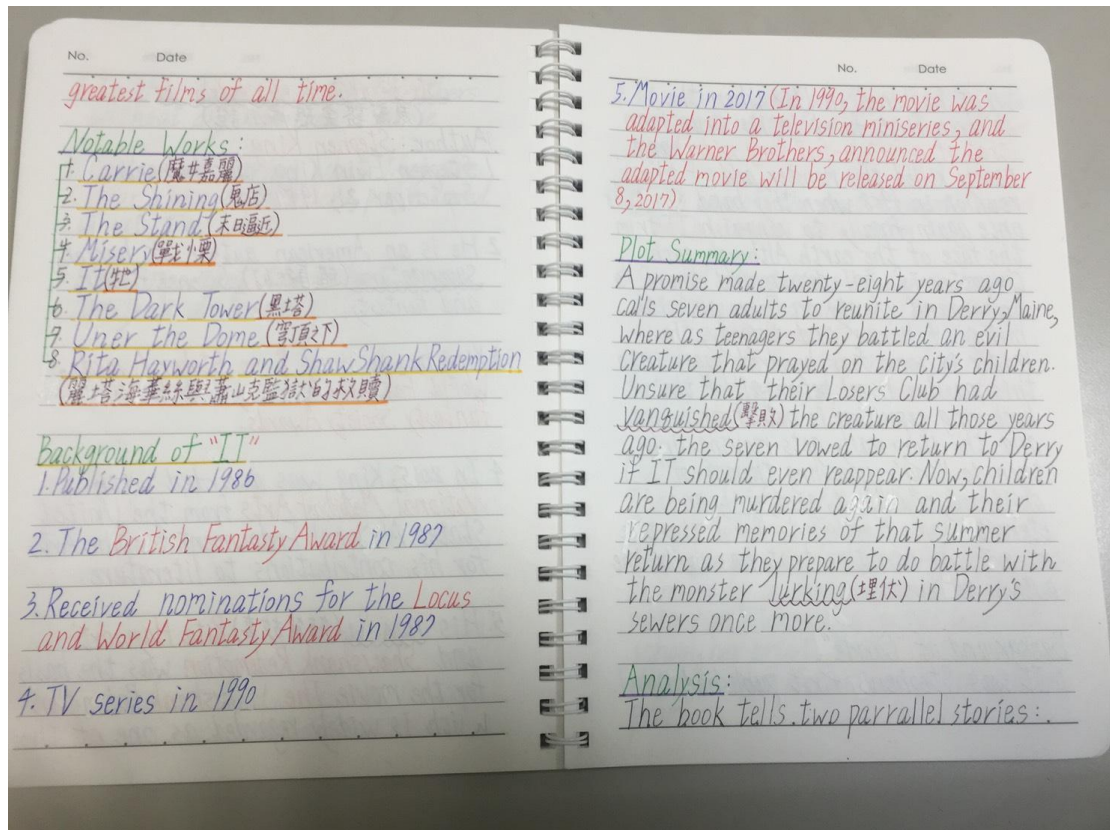 No. Date
greatest films of all time.
Notable Works:
1. Carrie(魔女嘉麗)
2. The Shining(鬼店)
3. The Stand(末日逼近)
4. Misery(戰慄)
5. It(牠)
6. The Dark Tower(黑塔)
7. Uner the Dome(穹頂之下)
8. Rita Hayworth and ShawShank Redemption
(麗塔海華絲與蕭山克監獄的救贖)
Background of "IT"
1. Published in 1986
2. The British Fantasty Award in 1987
3. Received nominations for the Locus
and World Fantasty Award in 1987
4. TV series in 1990
No. Date
5. Movie in 2017 (In 1990, the movie was
adapted into a television miniseries, and
the Warner Brothers, announced the
adapted movie will be released on September
8, 2017)
Plot Summary:
A promise made twenty-eight years ago
calls seven adults to reunite in Derry, Maine,
where as teenagers they battled an evil
creature that prayed on the city's children.
Unsure that their Losers Club had
vanquished(擊敗) the creature all those years
ago. the seven vowed to return to Derry
if IT should even reappear. Now, children
are being murdered again and their
repressed memories of that summer
return as they prepare to do battle with
the monster lurking(埋伏) in Derry's
sewers once more.
Analysis:
The book tells. two parrallel stories:.